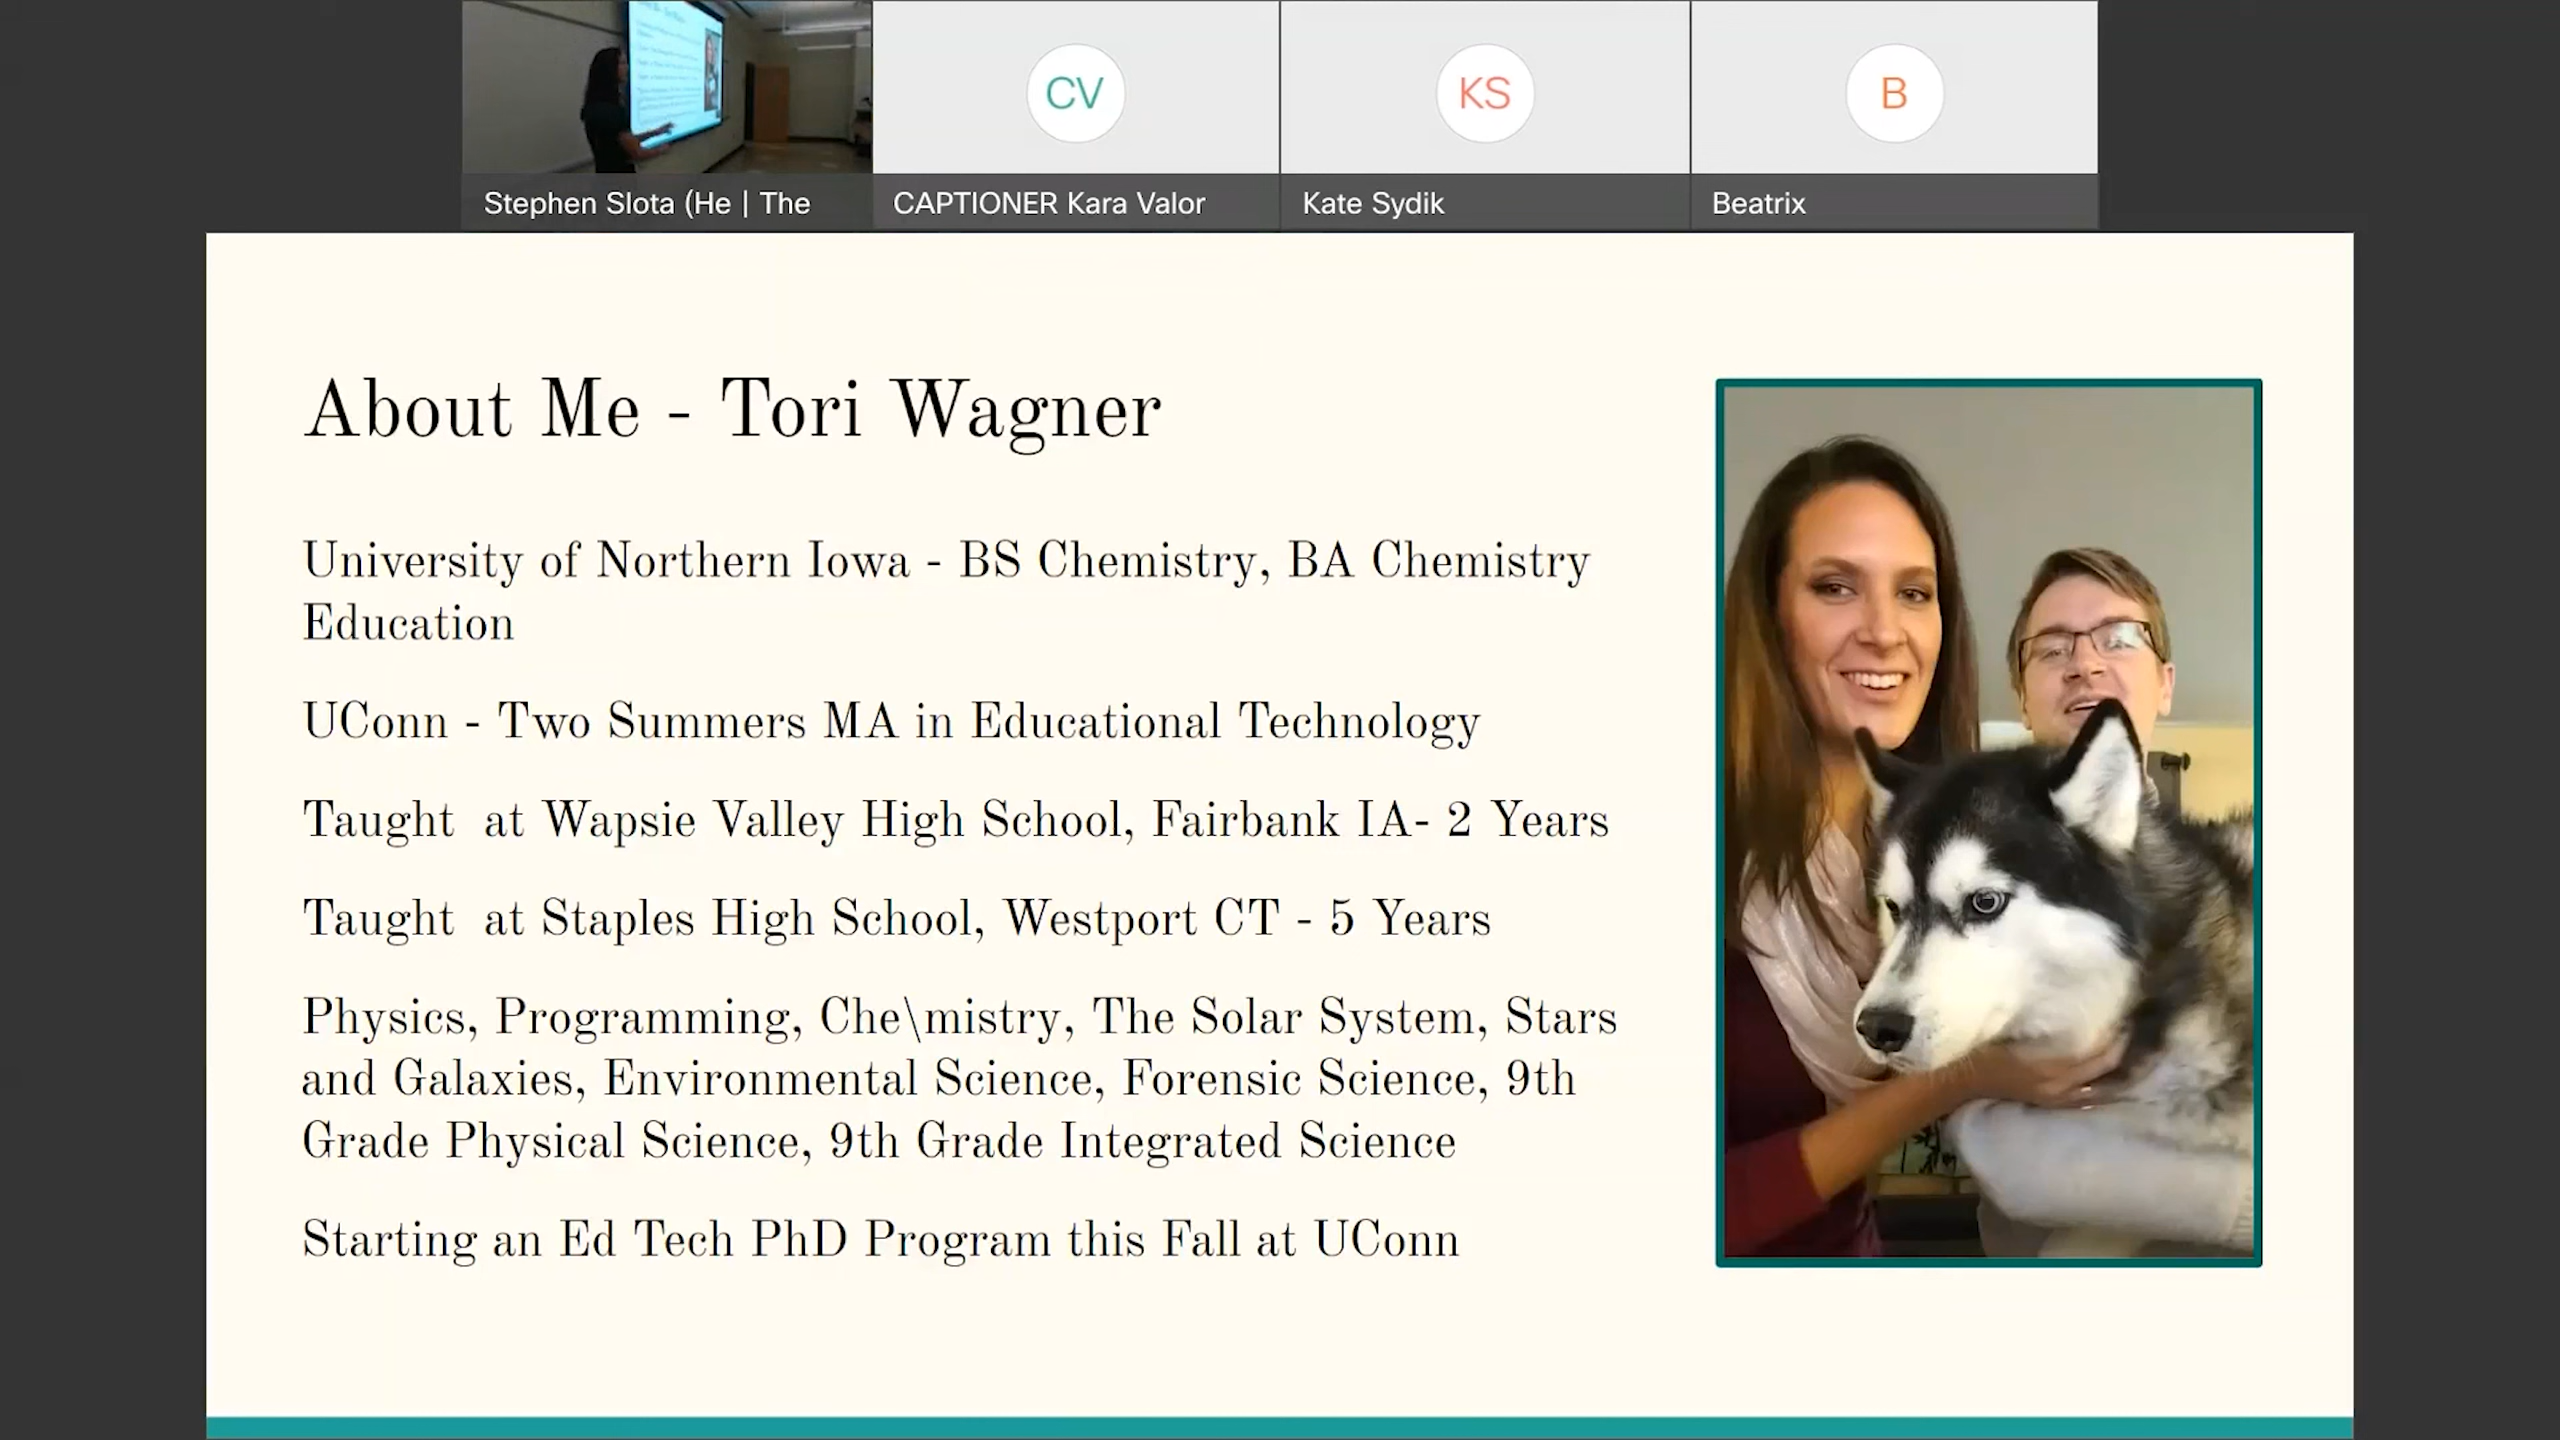 CV
KS
B
Stephen Slota (He | The
CAPTIONER Kara Valor
Kate Sydik
Beatrix
About Me - Tori Wagner
University of Northern Iowa - BS Chemistry, BA Chemistry
Education
UConn - Two Summers MA in Educational Technology
Taught  at Wapsie Valley High School, Fairbank IA- 2 Years
Taught  at Staples High School, Westport CT - 5 Years
Physics, Programming, Che\mistry, The Solar System, Stars
and Galaxies, Environmental Science, Forensic Science, 9th
Grade Physical Science, 9th Grade Integrated Science
Starting an Ed Tech PhD Program this Fall at UConn